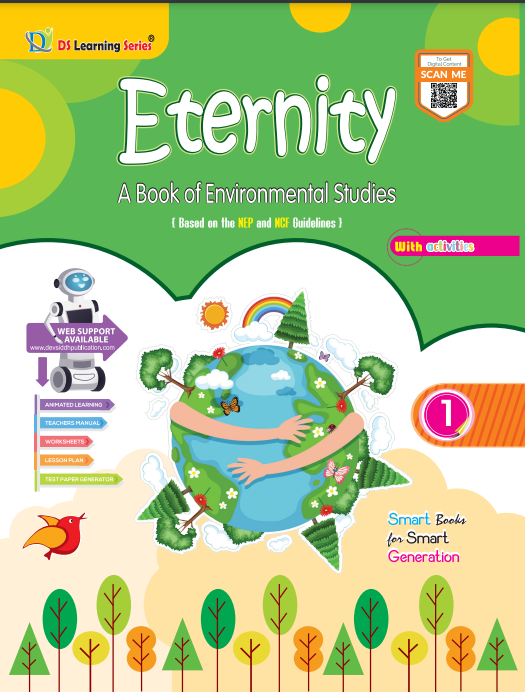 DS Learning Series®
To Get
Digital Content
SCAN ME
Eternity
A Book of Environmental Studies
( Based on the NEP and NCF Guidelines )
With activities
WEB SUPPORT
AVAILABLE
www.devsiddhpublication.com
ANIMATED LEARNING
TEACHERS MANUAL
WORKSHEETS
LESSON PLAN
TEST PAPER GENERATOR
1
Smart Books
for Smart
Generation